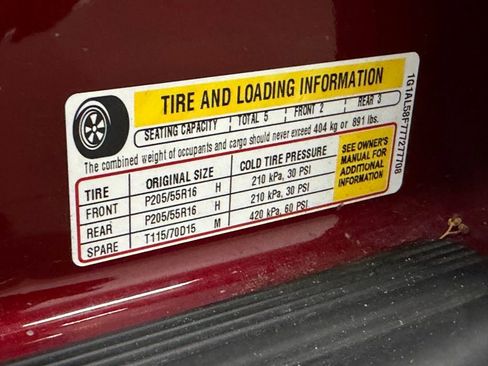 TIRE AND LOADING INFORMATION
SEATING CAPACITY TOTAL 5 FRONT 2 REAR 3
The combined weight of occupants and cargo should never exceed 404 kg or 891 lbs.
TIRE ORIGINAL SIZE COLD TIRE PRESSURE
FRONT P205/55R16 H 210 kPa, 30 PSI
REAR P205/55R16 H 210 kPa, 30 PSI
SPARE T115/70D15 M 420 kPa, 60 PSI
SEE OWNER'S
MANUAL FOR
ADDITIONAL
INFORMATION
1G1AL58F777277708